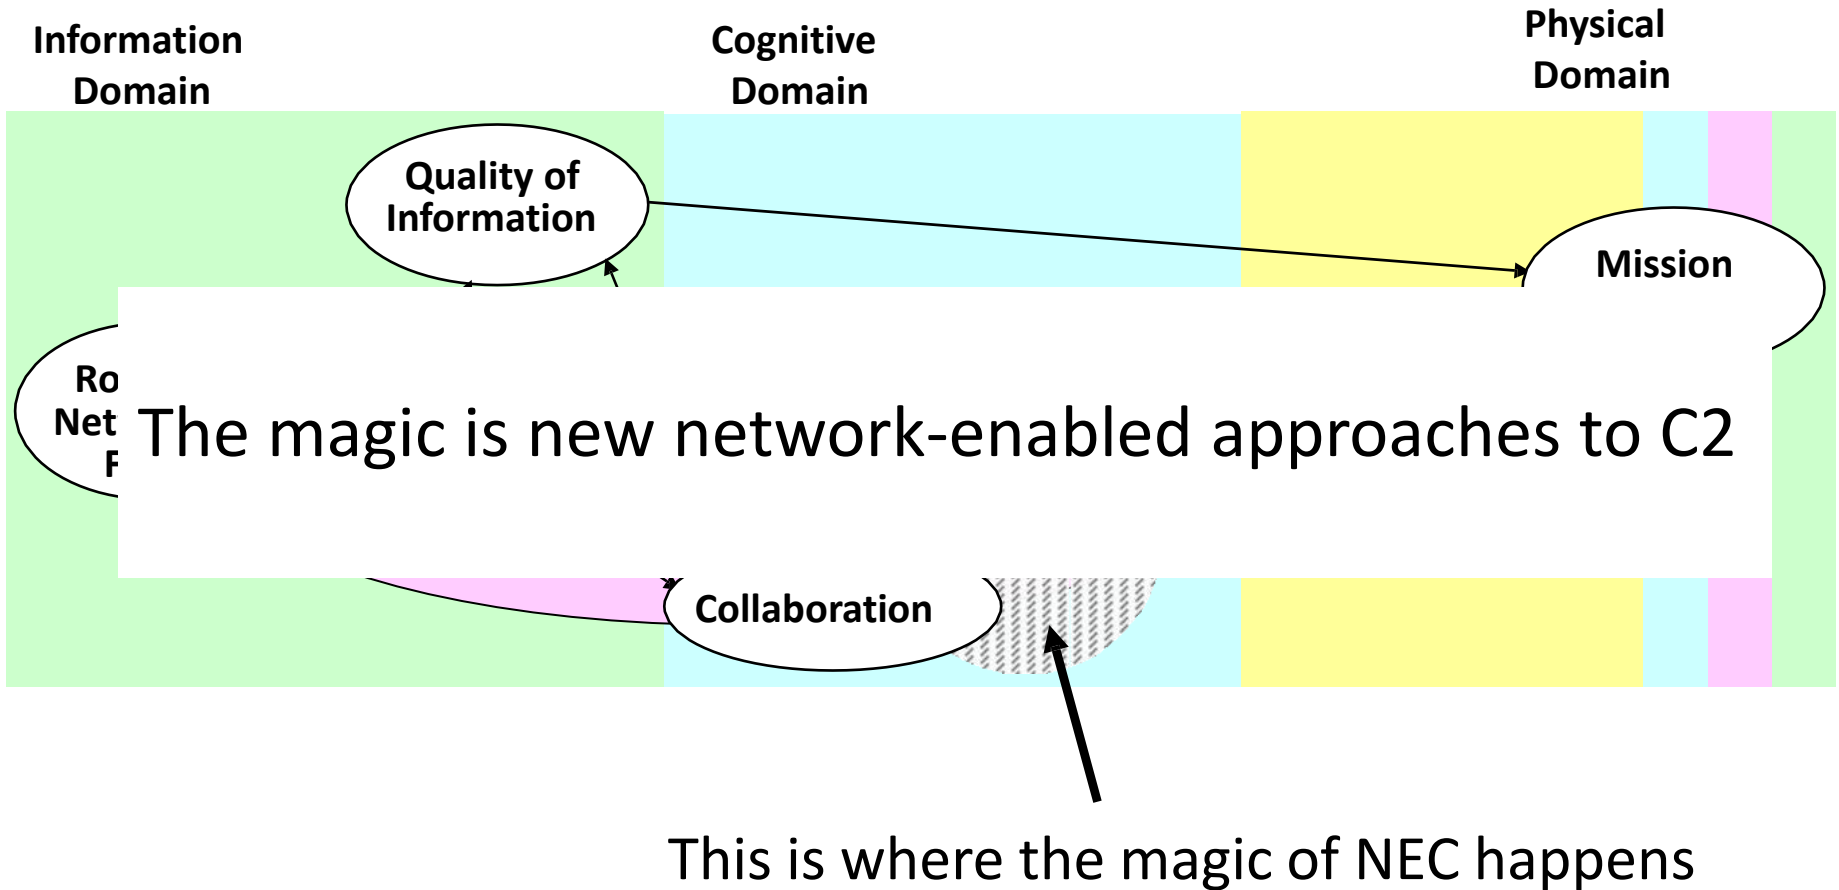 Information
Domain
Cognitive
Domain
Physical
Domain
Quality of
Information
Mission
The magic is new network-enabled approaches to C2
Collaboration
This is where the magic of NEC happens